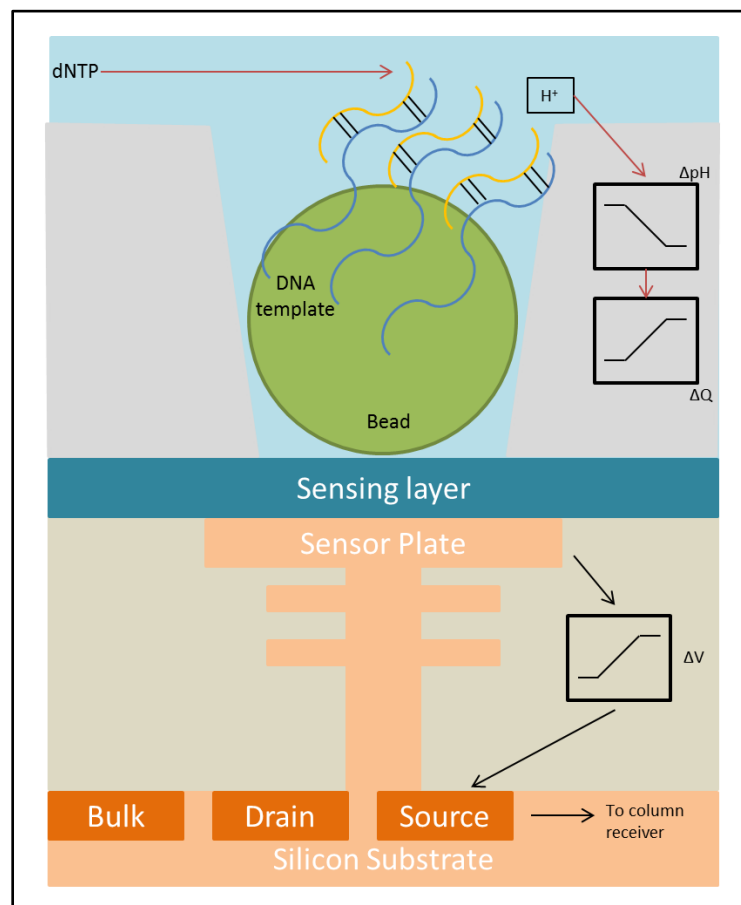 dNTP
H⁺
ΔpH
DNA
template
ΔQ
Bead
Sensing layer
Sensor Plate
ΔV
Bulk
Drain
Source
To column
receiver
Silicon Substrate